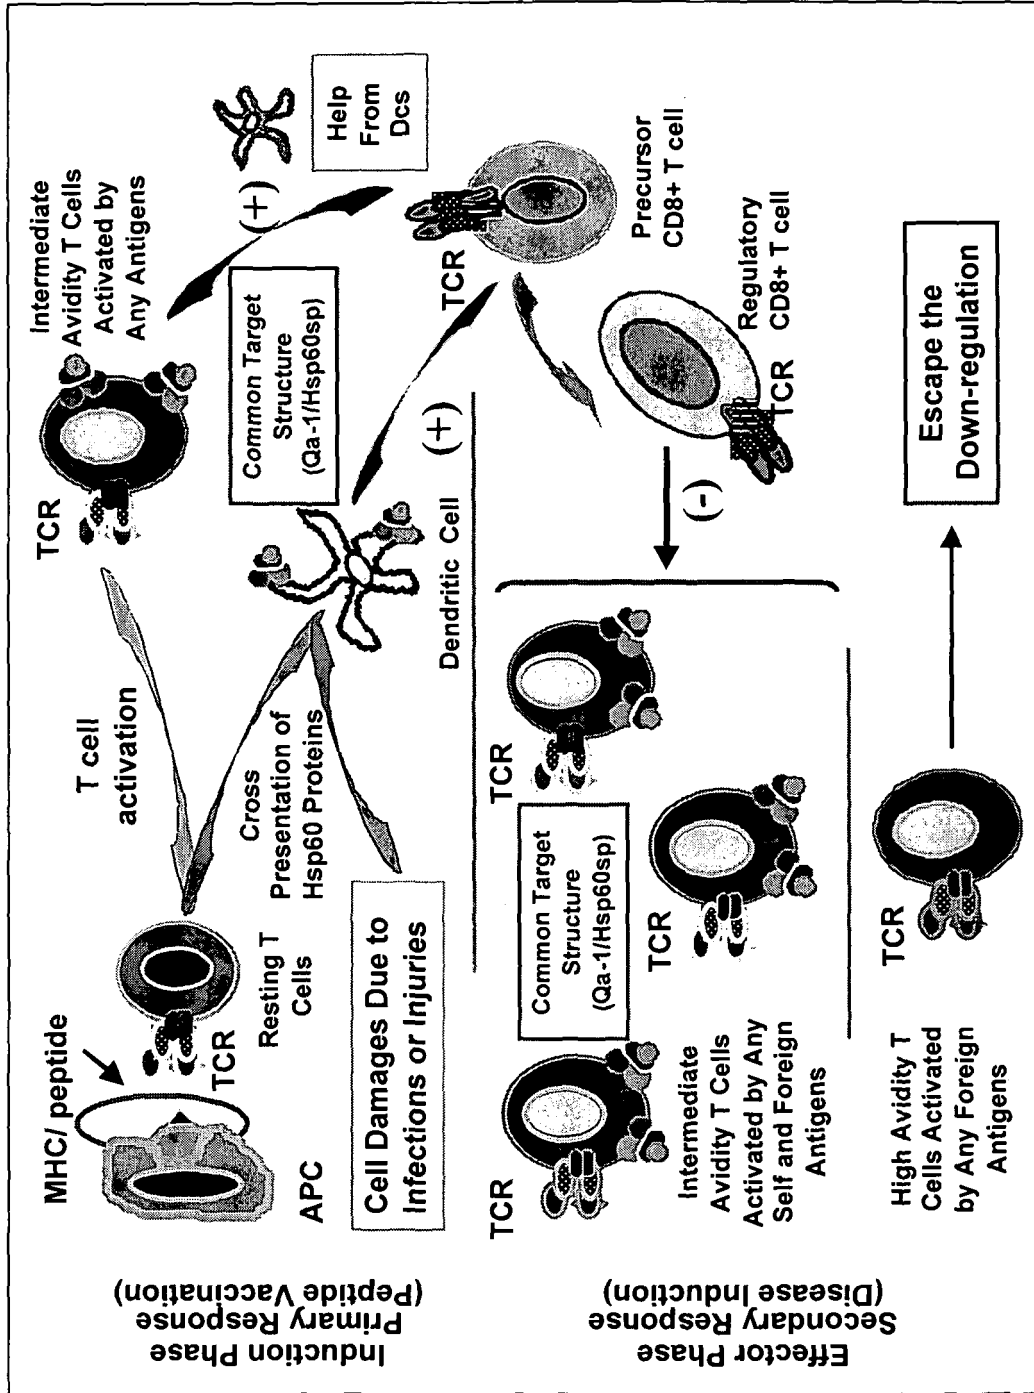 Induction Phase
Primary Response
(Peptide Vaccination)
MHC/ peptide
APC
TCR
Resting T
Cells
T cell
activation
TCR
Intermediate
Avidity T Cells
Activated by
Any Antigens
(+)
Help
From
Dcs
Cell Damages Due to
Infections or Injuries
Cross
Presentation of
Hsp60 Proteins
Common Target
Structure
(Qa-1/Hsp60sp)
Dendritic Cell
(+)
TCR
Precursor
CD8+ T cell
Effector Phase
Secondary Response
(Disease Induction)
TCR
Common Target
Structure
(Qa-1/Hsp60sp)
TCR
TCR
Intermediate
Avidity T Cells
Activated by Any
Self and Foreign
Antigens
(-)
Regulatory
CD8+ T cell
TCR
High Avidity T
Cells Activated
by Any Foreign
Antigens
TCR
Escape the
Down-regulation